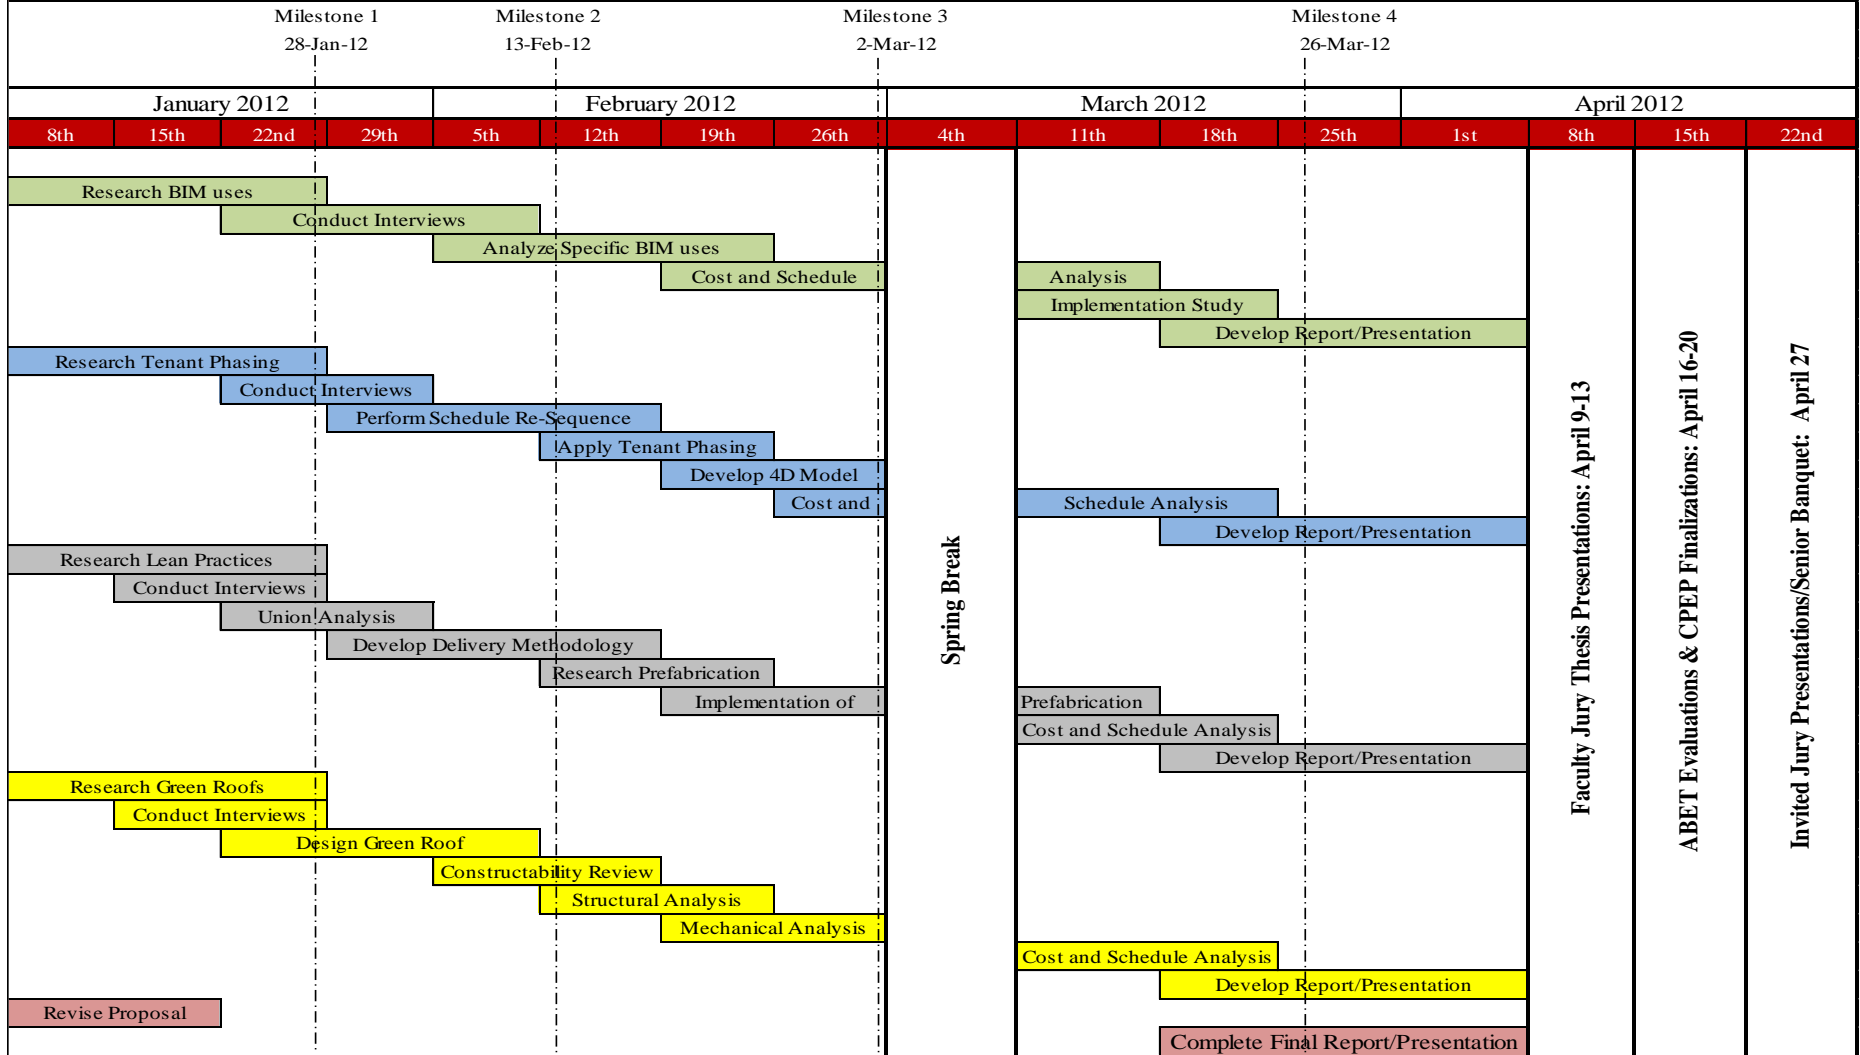 Milestone 1
Milestone 2
Milestone 3
Milestone 4
28-Jan-12
13-Feb-12
2-Mar-12
26-Mar-12
January 2012
February 2012
March 2012
April 2012
8th
15th
22nd
29th
5th
12th
19th
26th
4th
11th
18th
25th
1st
8th
15th
22nd
Research BIM uses
Conduct Interviews
Analyze Specific BIM uses
Cost and Schedule
Analysis
Implementation Study
Develop Report/Presentation
Research Tenant Phasing
Conduct Interviews
Perform Schedule Re-Sequence
Apply Tenant Phasing
Develop 4D Model
Cost and
Schedule Analysis
Develop Report/Presentation
Research Lean Practices
Conduct Interviews
Union Analysis
Develop Delivery Methodology
Research Prefabrication
Implementation of
Prefabrication
Cost and Schedule Analysis
Develop Report/Presentation
Research Green Roofs
Conduct Interviews
Design Green Roof
Constructability Review
Structural Analysis
Mechanical Analysis
Cost and Schedule Analysis
Develop Report/Presentation
Revise Proposal
Complete Final Report/Presentation
Spring Break
Faculty Jury Thesis Presentations: April 9-13
ABET Evaluations & CPEP Finalizations: April 16-20
Invited Jury Presentations/Senior Banquet: April 27